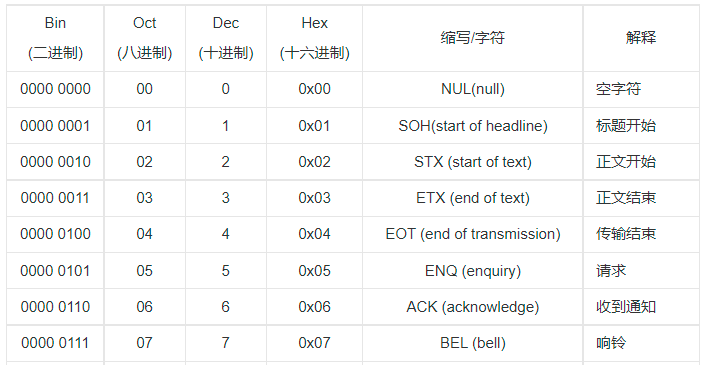 Bin Oct Dec Hex 缩写/字符 解释
(二进制) (八进制) (十进制) (十六进制)
0000 0000 00 0 0x00 NUL(null) 空字符
0000 0001 01 1 0x01 SOH(start of headline) 标题开始
0000 0010 02 2 0x02 STX (start of text) 正文开始
0000 0011 03 3 0x03 ETX (end of text) 正文结束
0000 0100 04 4 0x04 EOT (end of transmission) 传输结束
0000 0101 05 5 0x05 ENQ (enquiry) 请求
0000 0110 06 6 0x06 ACK (acknowledge) 收到通知
0000 0111 07 7 0x07 BEL (bell) 响铃